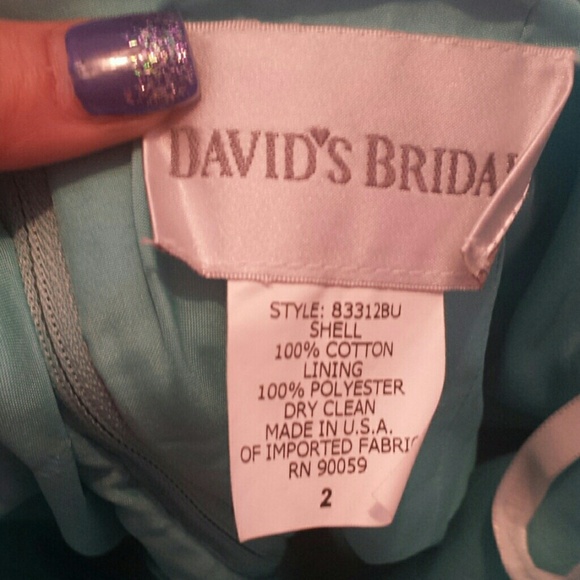 DAVID'S BRIDA
STYLE: 83312BU
SHELL
100% COTTON
LINING
100% POLYESTER
DRY CLEAN
MADE IN U.S.A.
OF IMPORTED FABRIC
RN 90059
2